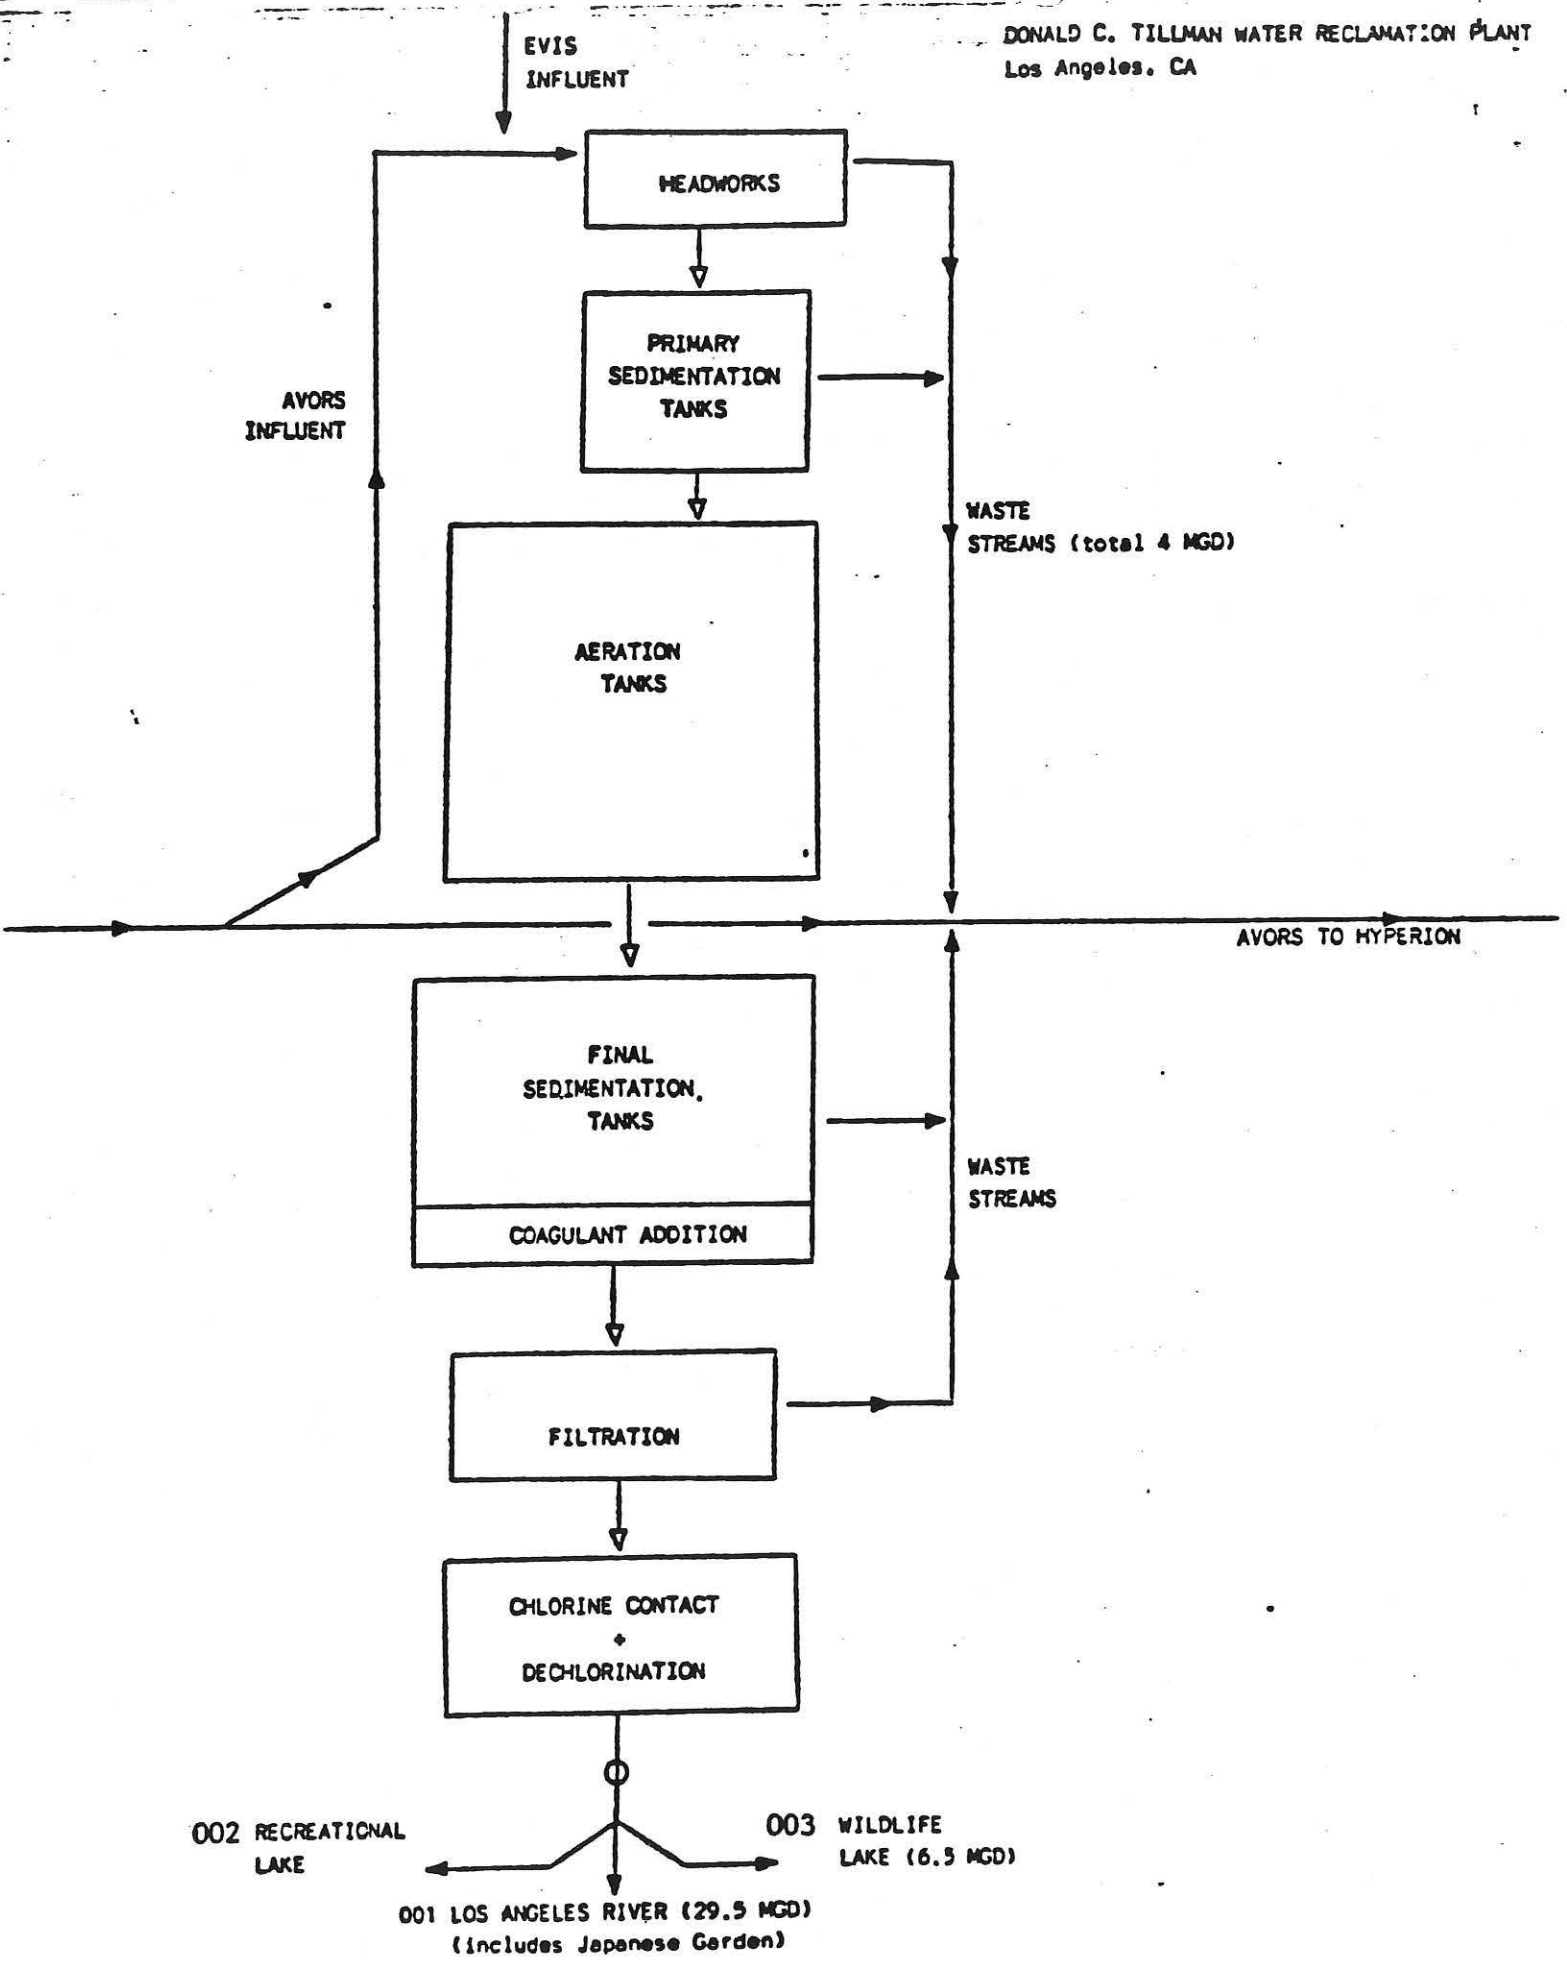 DONALD C. TILLMAN WATER RECLAMATION PLANT
Los Angeles, CA
EVIS
INFLUENT
HEADWORKS
PRIMARY
SEDIMENTATION
TANKS
AVORS
INFLUENT
WASTE
STREAMS (total 4 MGD)
AERATION
TANKS
AVORS TO HYPERION
FINAL
SEDIMENTATION
TANKS
WASTE
STREAMS
COAGULANT ADDITION
FILTRATION
CHLORINE CONTACT
+
DECHLORINATION
002 RECREATIONAL
LAKE
003 WILDLIFE
LAKE (6.5 MGD)
001 LOS ANGELES RIVER (29.5 MGD)
(includes Japanese Garden)